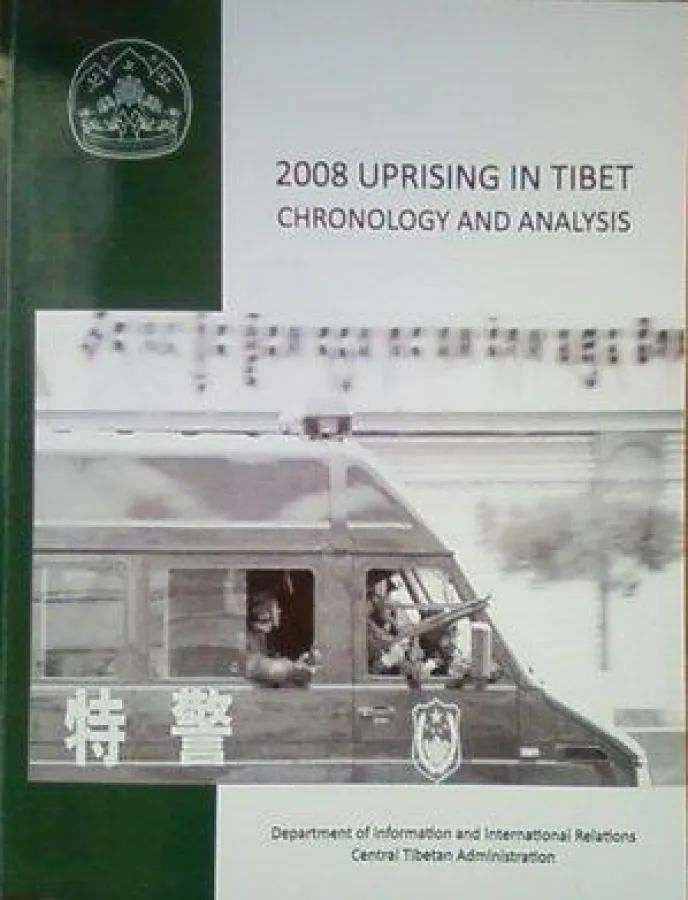 2008 UPRISING IN TIBET
CHRONOLOGY AND ANALYSIS
特警
Department of Information and International Relations
Central Tibetan Administration